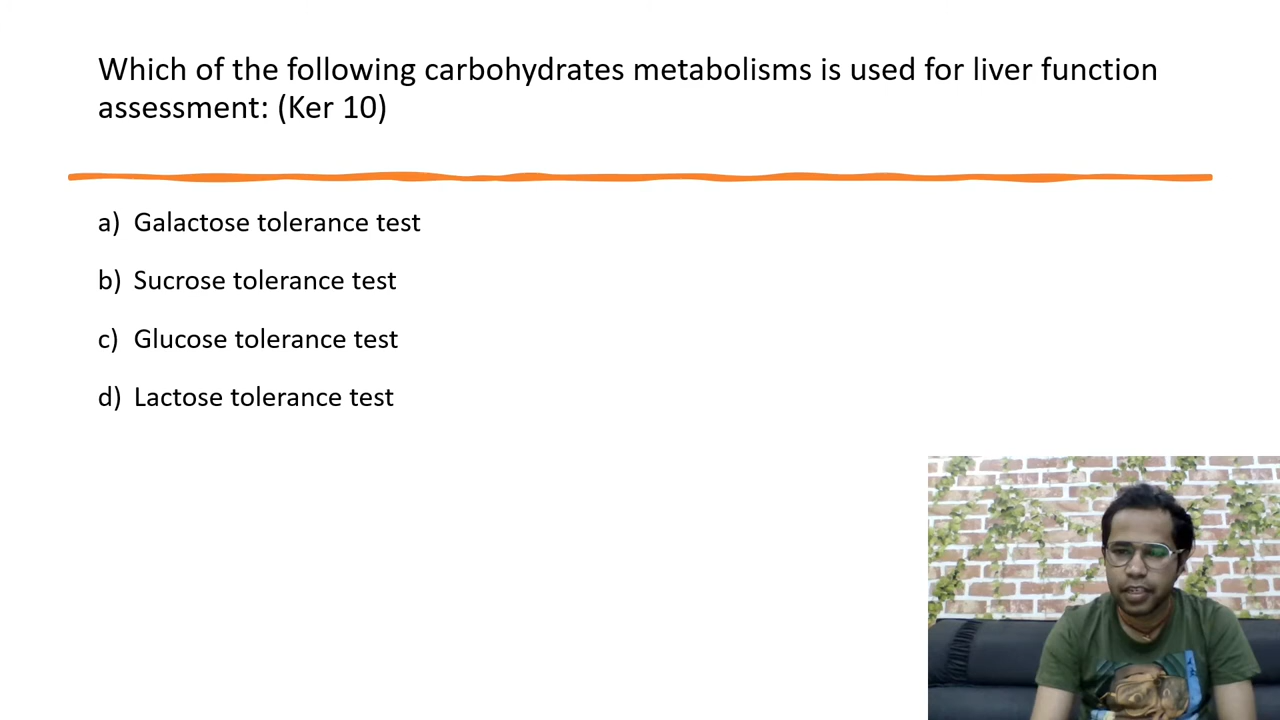 Which of the following carbohydrates metabolisms is used for liver function
assessment: (Ker 10)
a) Galactose tolerance test
b) Sucrose tolerance test
c) Glucose tolerance test
d) Lactose tolerance test